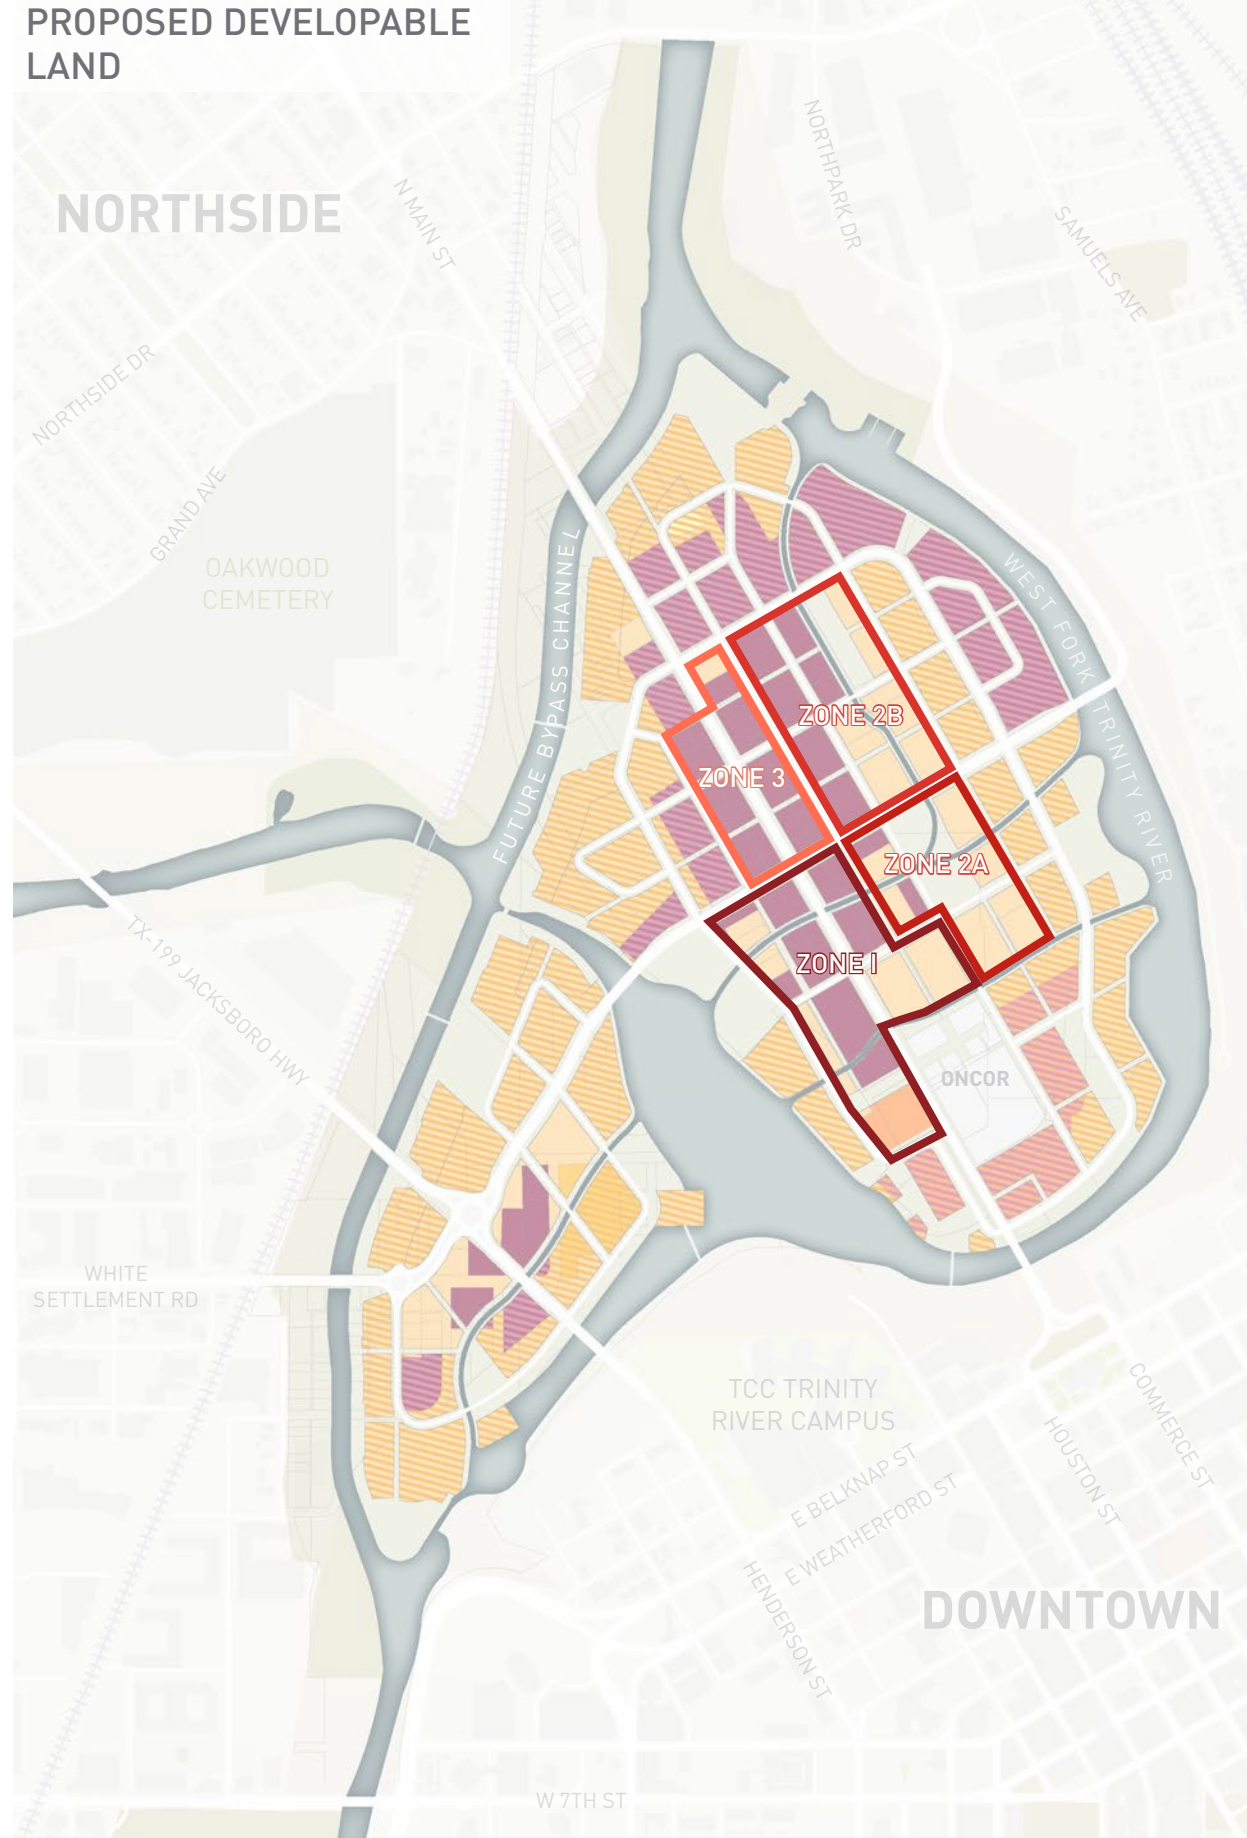 PROPOSED DEVELOPABLE
LAND
NORTHPARK DR
NORTHSIDE
N MAIN ST
SAMUELS AVE
NORTHSIDE DR
GRAND AVE
OAKWOOD
CEMETERY
FUTURE BYPASS CHANNEL
WEST FORK TRINITY RIVER
ZONE 2B
ZONE 3
ZONE 2A
ZONE I
TX-199 JACKSBORO HWY
ONCOR
WHITE
SETTLEMENT RD
TCC TRINITY
RIVER CAMPUS
COMMERCE ST
HOUSTON ST
E BELKNAP ST
E WEATHERFORD ST
HENDERSON ST
DOWNTOWN
W 7TH ST